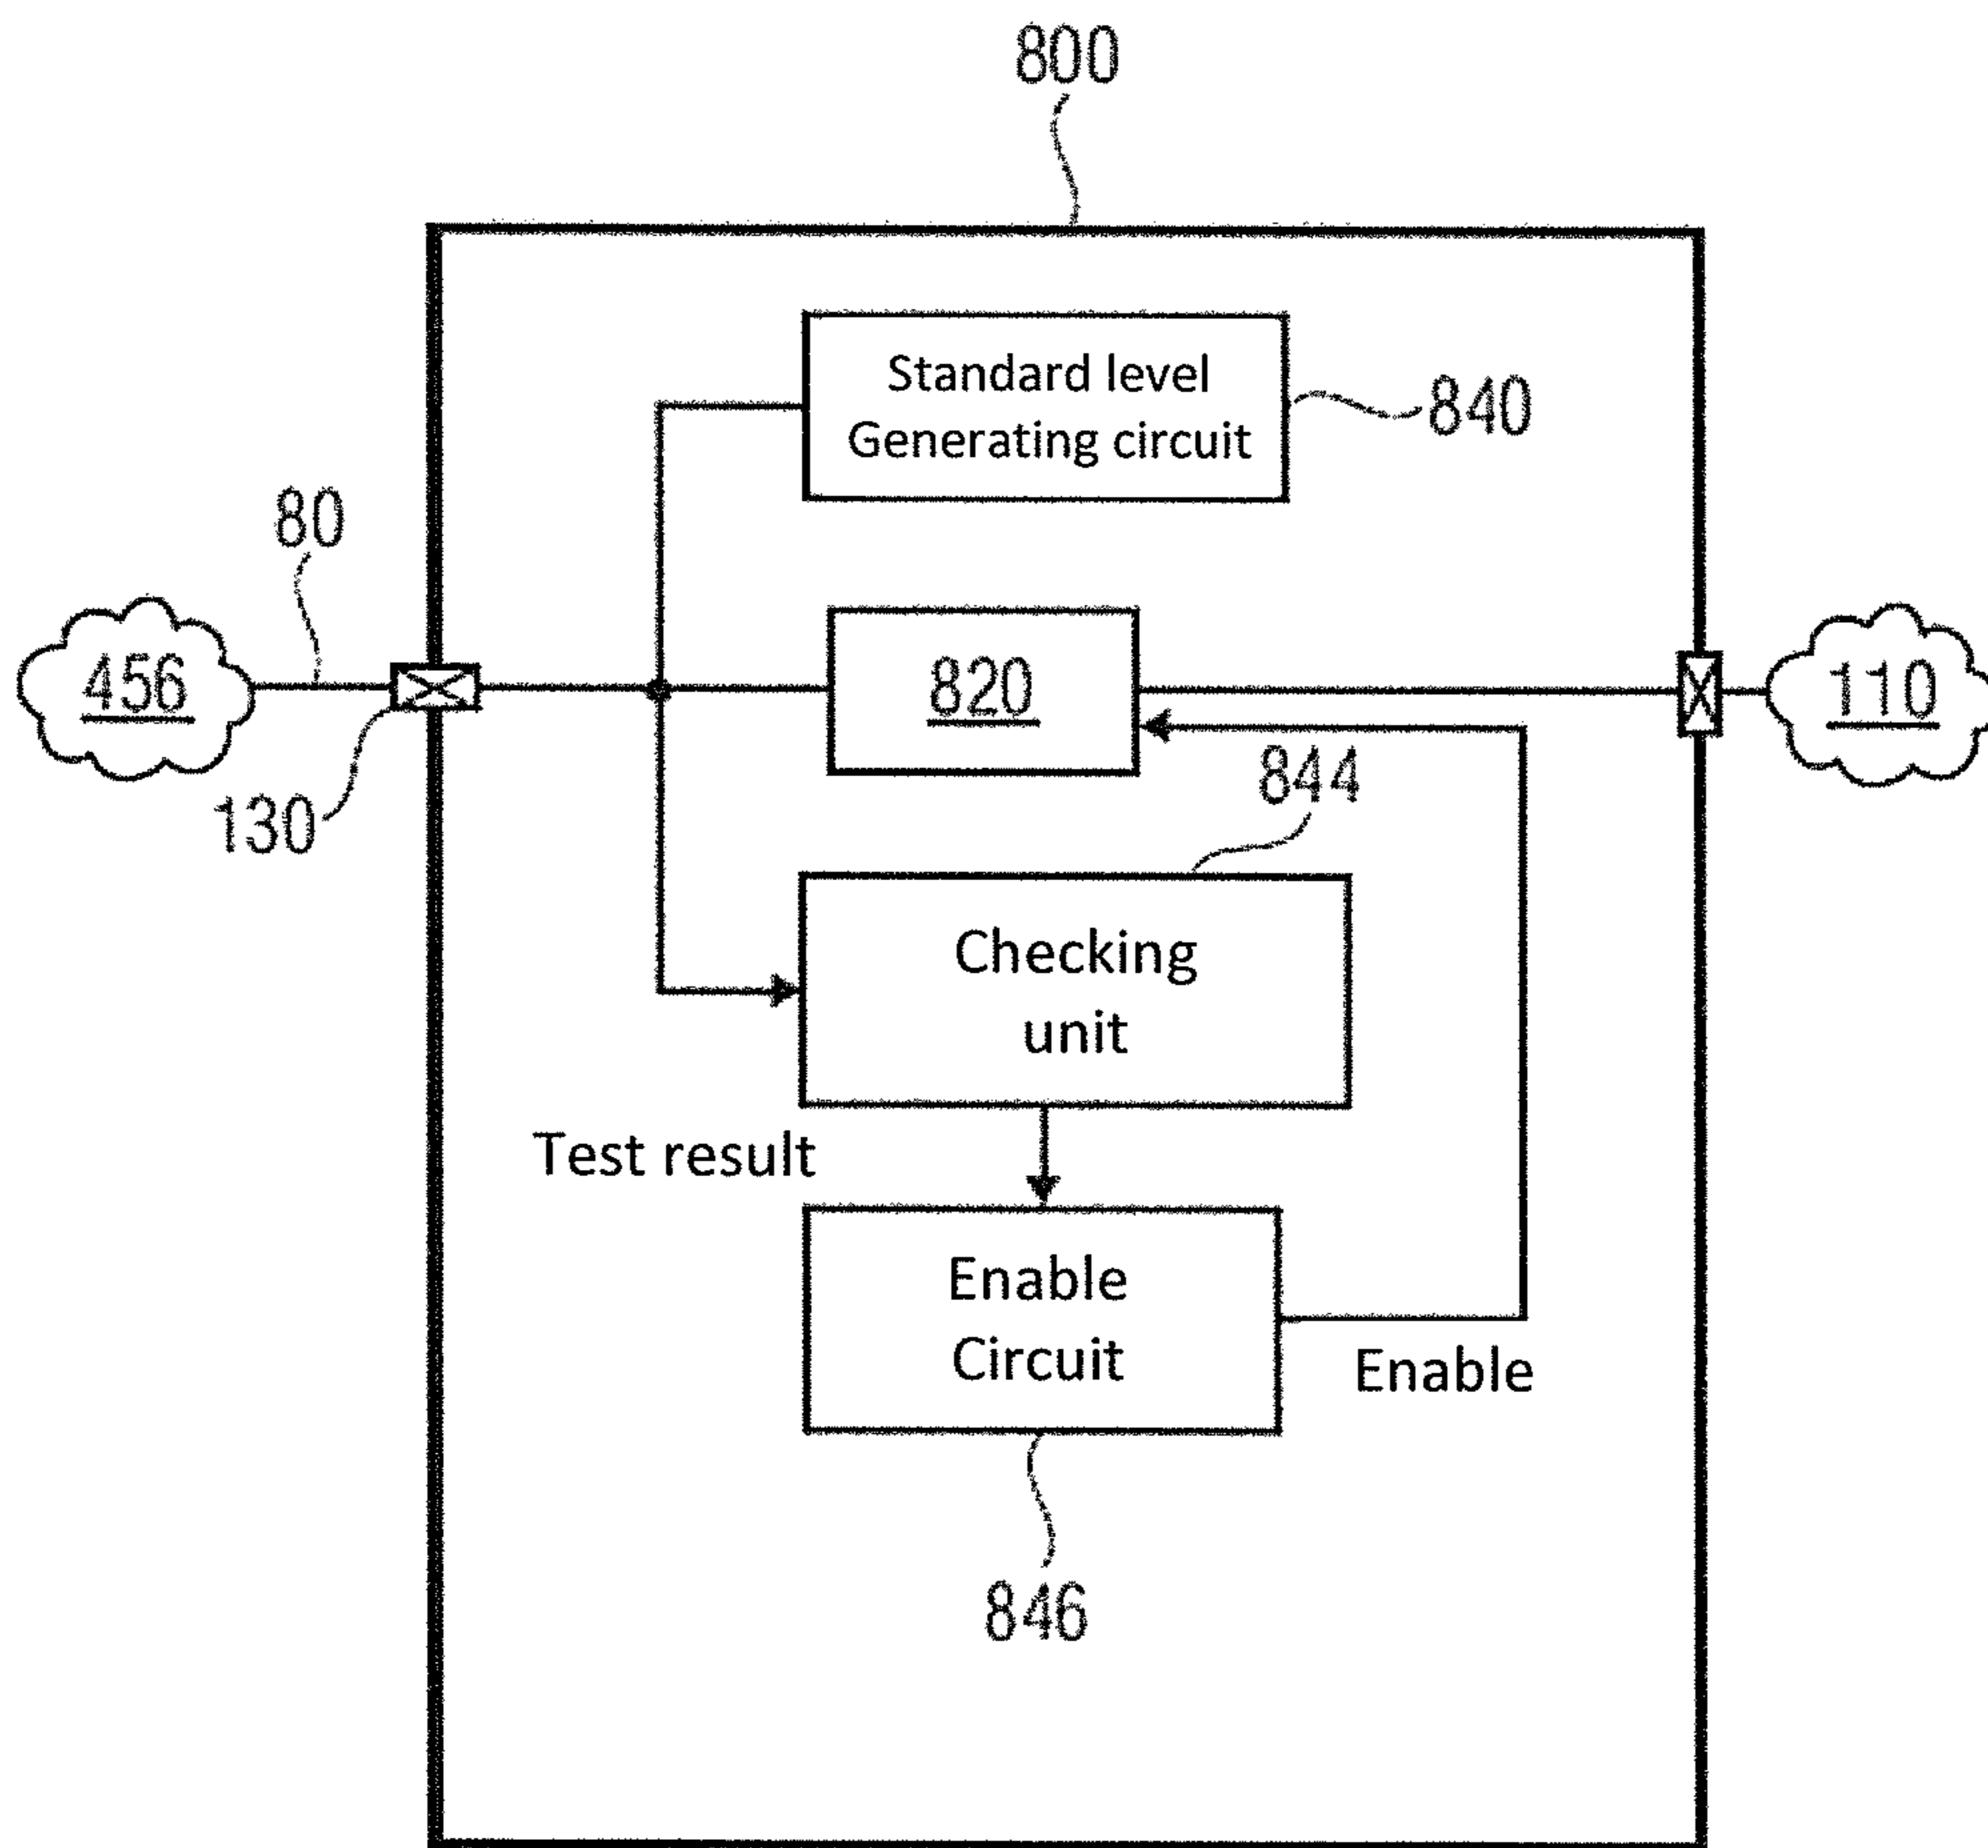 800
Standard level
Generating circuit
840
80
456
820
110
130
844
Checking
unit
Test result
Enable
Circuit
Enable
846